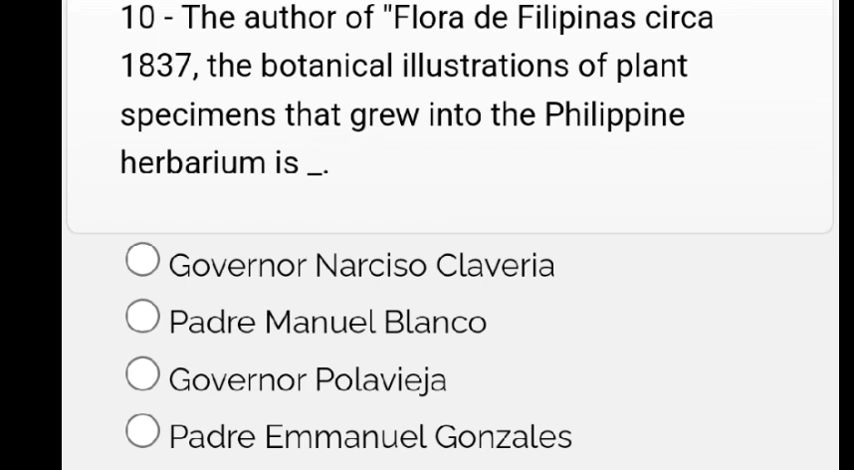 10 - The author of "Flora de Filipinas circa
1837, the botanical illustrations of plant
specimens that grew into the Philippine
herbarium is _.
Governor Narciso Claveria
Padre Manuel Blanco
Governor Polavieja
Padre Emmanuel Gonzales